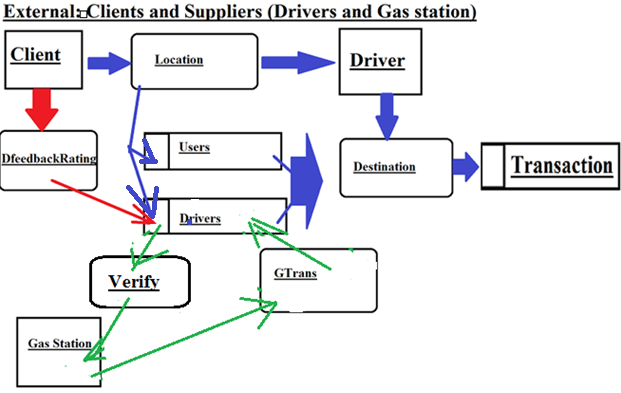 External: Clients and Suppliers (Drivers and Gas station)
Client
Location
Driver
Users
DfeedbackRating
Destination
Transaction
Drivers
Verify
GTrans
Gas Station